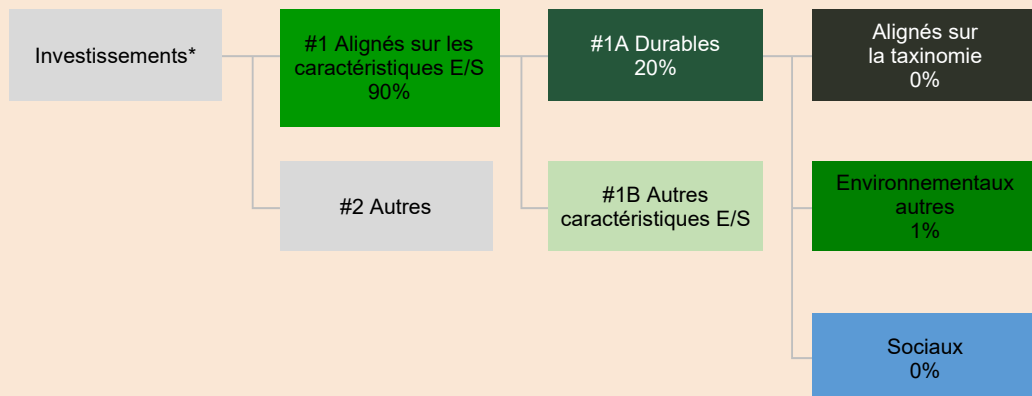 Investissements*
#1 Alignés sur les
caractéristiques E/S
90%
#2 Autres
#1A Durables
20%
#1B Autres
caractéristiques E/S
Alignés sur
la taxinomie
0%
Environnementaux
autres
1%
Sociaux
0%